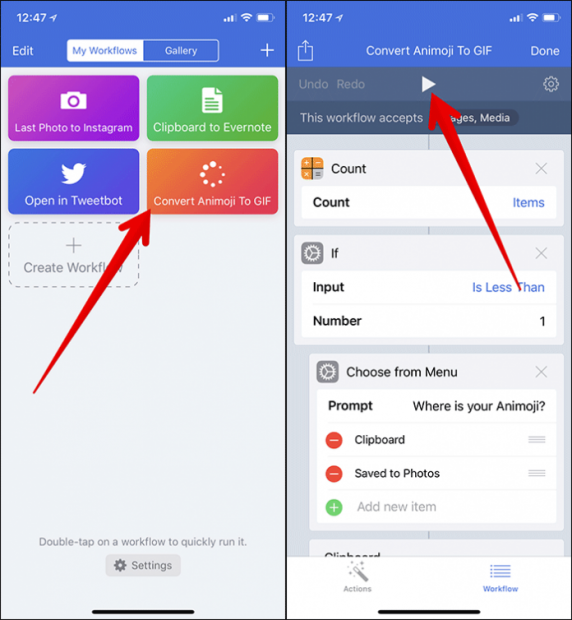 12:47
Edit
My Workflows
Gallery
+
Last Photo to Instagram
Clipboard to Evernote
Open in Tweetbot
Convert Animoji To GIF
+
Create Workflow
Double-tap on a workflow to quickly run it.
Settings
12:47
Convert Animoji To GIF
Done
Undo Redo
This workflow accepts Media
Count
Count Items
If
Input Is Less Than
Number 1
Choose from Menu
Prompt Where is your Animoji?
Clipboard
Saved to Photos
Add new item
Clipboard
Actions
Workflow